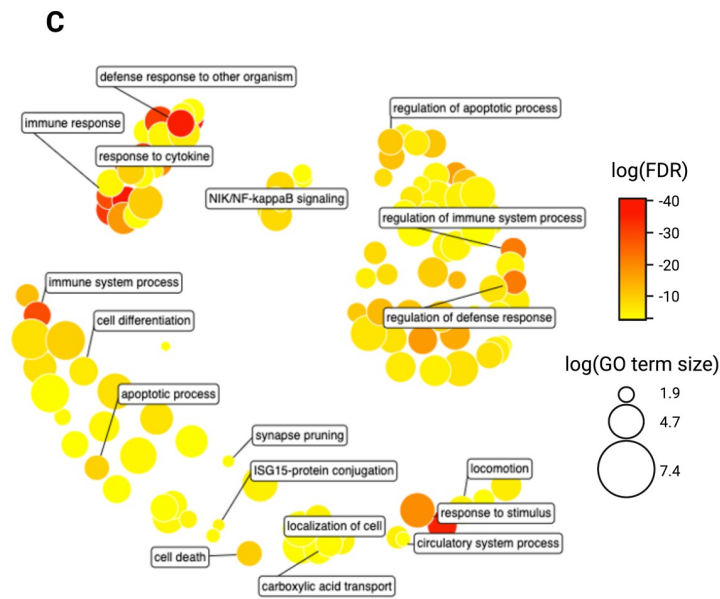 C
defense response to other organism
immune response
response to cytokine
NIK/NF-kappaB signaling
regulation of apoptotic process
regulation of immune system process
regulation of defense response
log(FDR)
-40
-30
-20
-10
immune system process
cell differentiation
apoptotic process
synapse pruning
ISG15-protein conjugation
localization of cell
cell death
carboxylic acid transport
locomotion
response to stimulus
circulatory system process
log(GO term size)
1.9
4.7
7.4